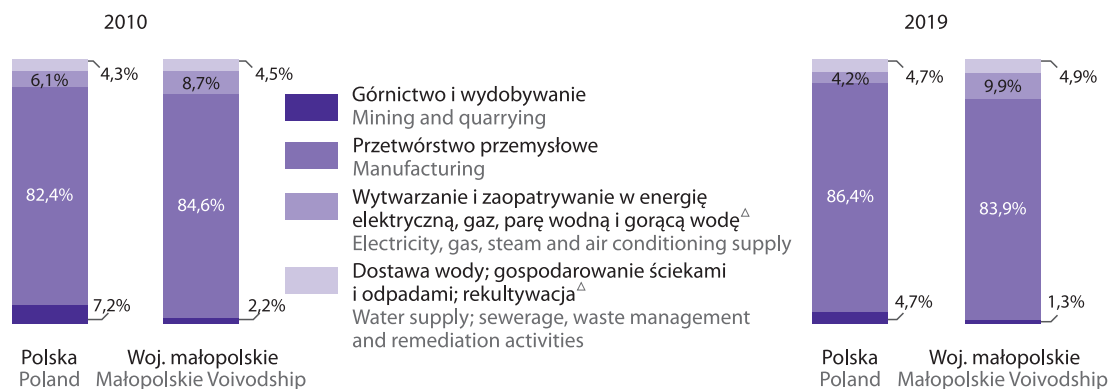 2010
2019
6,1%
4,3%
82,4%
7,2%
8,7%
4,5%
84,6%
2,2%
Górnictwo i wydobywanie
Mining and quarrying
Przetwórstwo przemysłowe
Manufacturing
Wytwarzanie i zaopatrywanie w energię
elektryczną, gaz, parę wodną i gorącą wodę△
Electricity, gas, steam and air conditioning supply
Dostawa wody; gospodarowanie ściekami
i odpadami; rekultywacja△
Water supply; sewerage, waste management
and remediation activities
4,2%
4,7%
86,4%
4,7%
9,9%
4,9%
83,9%
1,3%
Polska
Poland
Woj. małopolskie
Małopolskie Voivodship
Polska
Poland
Woj. małopolskie
Małopolskie Voivodship